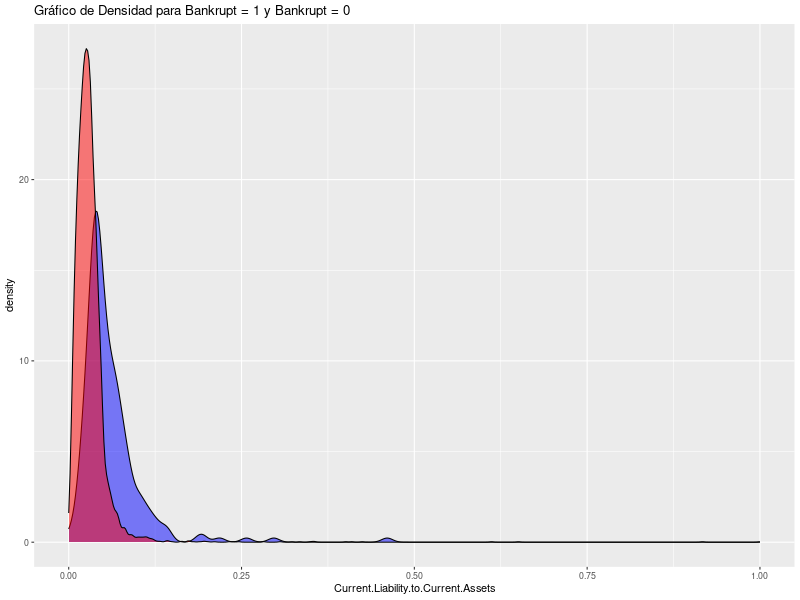 Gráfico de Densidad para Bankrupt = 1 y Bankrupt = 0
density
20
10
0
0.00
0.25
0.50
0.75
1.00
Current.Liability.to.Current.Assets